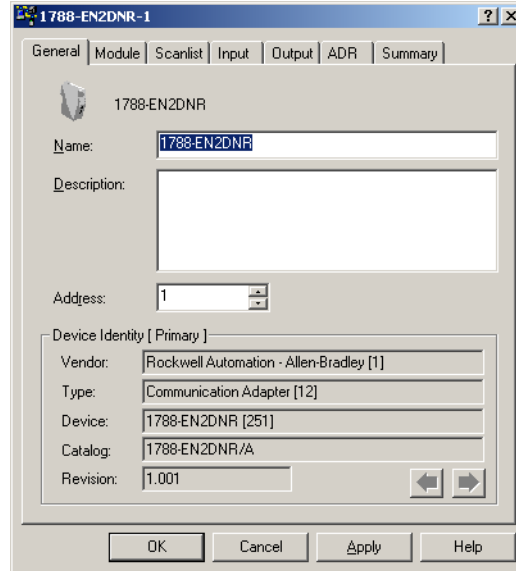 1788-EN2DNR-1
General Module Scanlist Input Output ADR Summary
1788-EN2DNR
Name: 1788-EN2DNR
Description:
Address: 1
Device Identity [ Primary ]
Vendor: Rockwell Automation - Allen-Bradley [1]
Type: Communication Adapter [12]
Device: 1788-EN2DNR [251]
Catalog: 1788-EN2DNR/A
Revision: 1.001
OK Cancel Apply Help